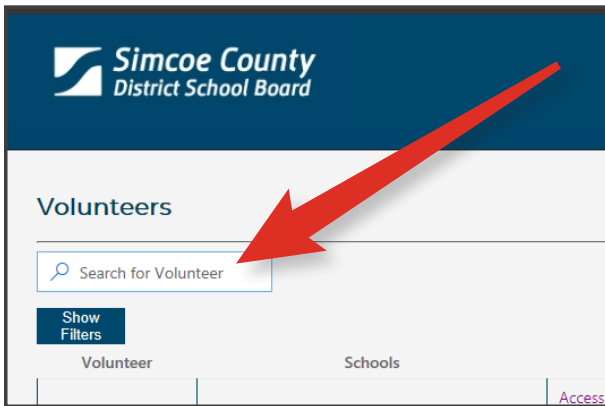 Simcoe County
District School Board
Volunteers
Search for Volunteer
Show
Filters
Volunteer Schools
Access